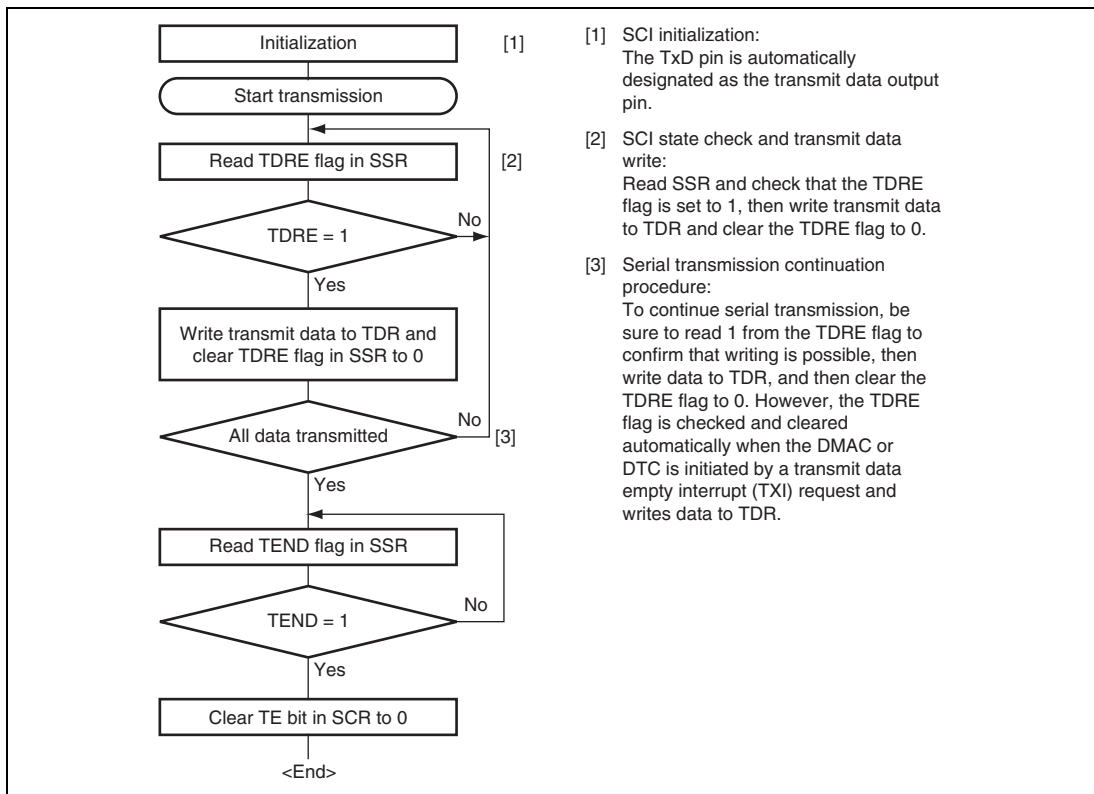 Initialization [1]
Start transmission
Read TDRE flag in SSR [2]
No
TDRE = 1
Yes
Write transmit data to TDR and
clear TDRE flag in SSR to 0
No
All data transmitted [3]
Yes
Read TEND flag in SSR
No
TEND = 1
Yes
Clear TE bit in SCR to 0
<End>
[1] SCI initialization:
The TxD pin is automatically
designated as the transmit data output
pin.
[2] SCI state check and transmit data
write:
Read SSR and check that the TDRE
flag is set to 1, then write transmit data
to TDR and clear the TDRE flag to 0.
[3] Serial transmission continuation
procedure:
To continue serial transmission, be
sure to read 1 from the TDRE flag to
confirm that writing is possible, then
write data to TDR, and then clear the
TDRE flag to 0. However, the TDRE
flag is checked and cleared
automatically when the DMAC or
DTC is initiated by a transmit data
empty interrupt (TXI) request and
writes data to TDR.